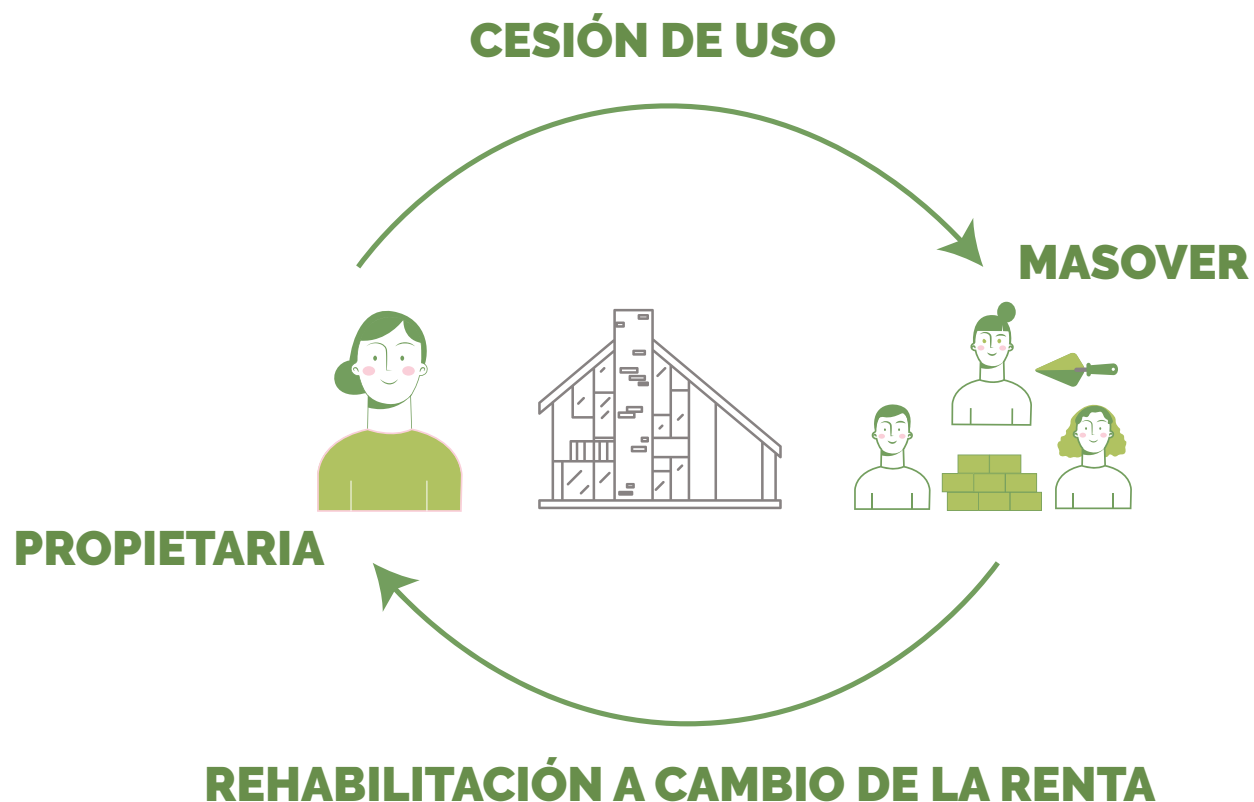 CESIÓN DE USO
MASOVER
PROPIETARIA
REHABILITACIÓN A CAMBIO DE LA RENTA